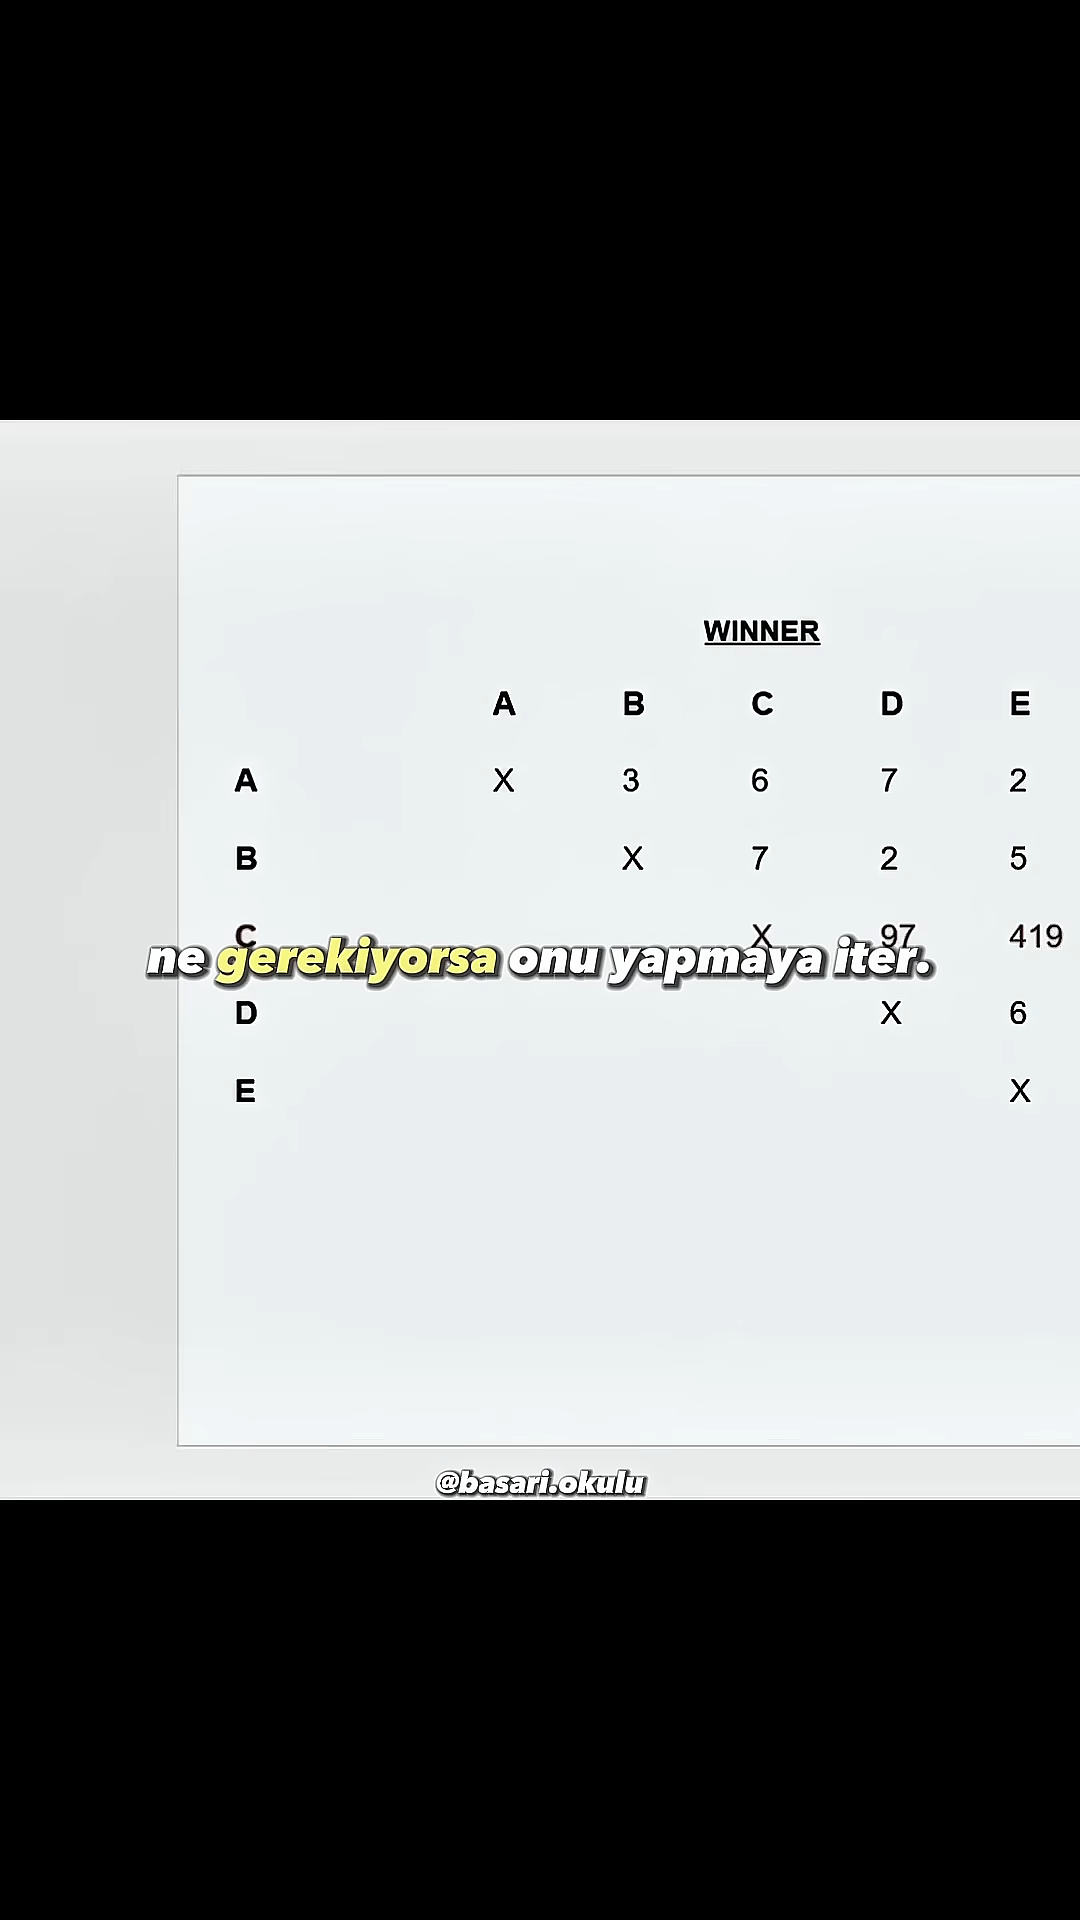 WINNER
A B C D E
A X 3 6 7 2
B X 7 2 5
C X 97 419
ne gerekiyorsa onu yapmaya iter.
D X 6
E X
@basari.okulu